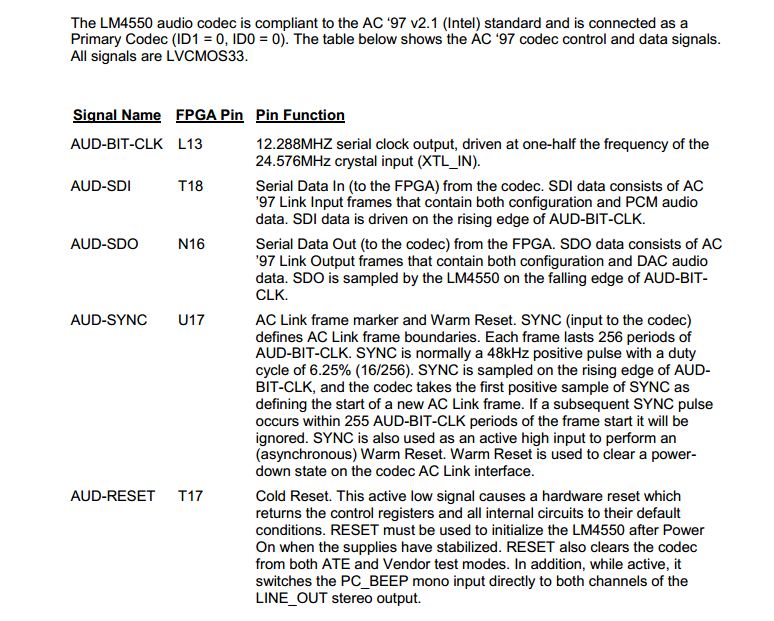 The LM4550 audio codec is compliant to the AC ‘97 v2.1 (Intel) standard and is connected as a
Primary Codec (ID1 = 0, ID0 = 0). The table below shows the AC ‘97 codec control and data signals.
All signals are LVCMOS33.
Signal Name FPGA Pin Pin Function
AUD-BIT-CLK L13 12.288MHZ serial clock output, driven at one-half the frequency of the
24.576MHz crystal input (XTL_IN).
AUD-SDI T18 Serial Data In (to the FPGA) from the codec. SDI data consists of AC
’97 Link Input frames that contain both configuration and PCM audio
data. SDI data is driven on the rising edge of AUD-BIT-CLK.
AUD-SDO N16 Serial Data Out (to the codec) from the FPGA. SDO data consists of AC
’97 Link Output frames that contain both configuration and DAC audio
data. SDO is sampled by the LM4550 on the falling edge of AUD-BIT-
CLK.
AUD-SYNC U17 AC Link frame marker and Warm Reset. SYNC (input to the codec)
defines AC Link frame boundaries. Each frame lasts 256 periods of
AUD-BIT-CLK. SYNC is normally a 48kHz positive pulse with a duty
cycle of 6.25% (16/256). SYNC is sampled on the rising edge of AUD-
BIT-CLK, and the codec takes the first positive sample of SYNC as
defining the start of a new AC Link frame. If a subsequent SYNC pulse
occurs within 255 AUD-BIT-CLK periods of the frame start it will be
ignored. SYNC is also used as an active high input to perform an
(asynchronous) Warm Reset. Warm Reset is used to clear a power-
down state on the codec AC Link interface.
AUD-RESET T17 Cold Reset. This active low signal causes a hardware reset which
returns the control registers and all internal circuits to their default
conditions. RESET must be used to initialize the LM4550 after Power
On when the supplies have stabilized. RESET also clears the codec
from both ATE and Vendor test modes. In addition, while active, it
switches the PC_BEEP mono input directly to both channels of the
LINE_OUT stereo output.